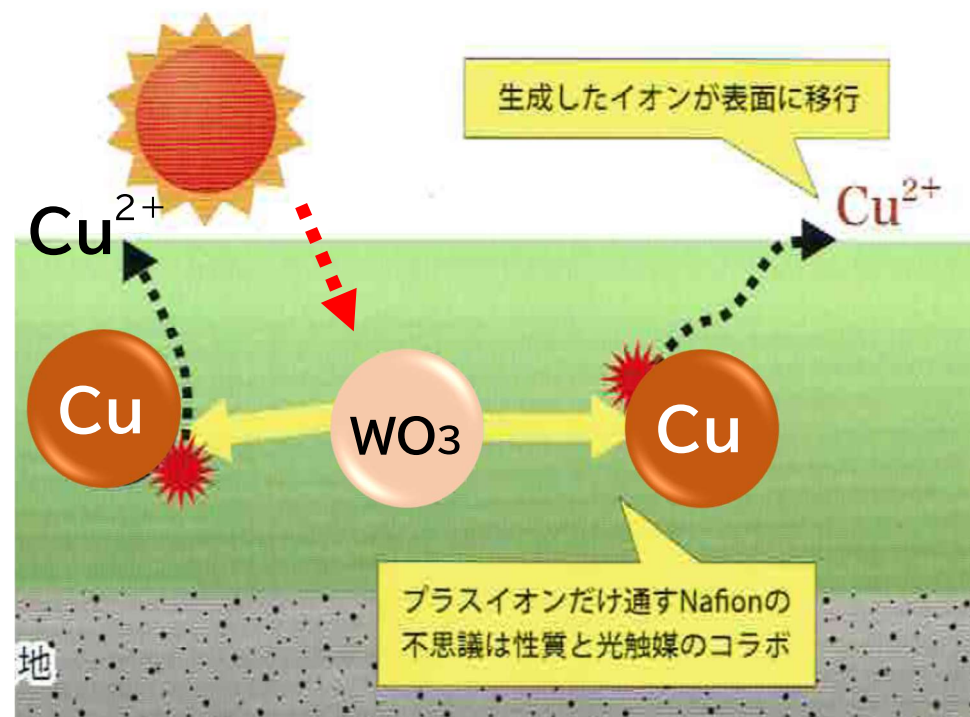 生成したイオンが表面に移行
Cu²⁺
Cu²⁺
Cu
WO₃
Cu
プラスイオンだけ通すNafionの
不思議は性質と光触媒のコラボ
地